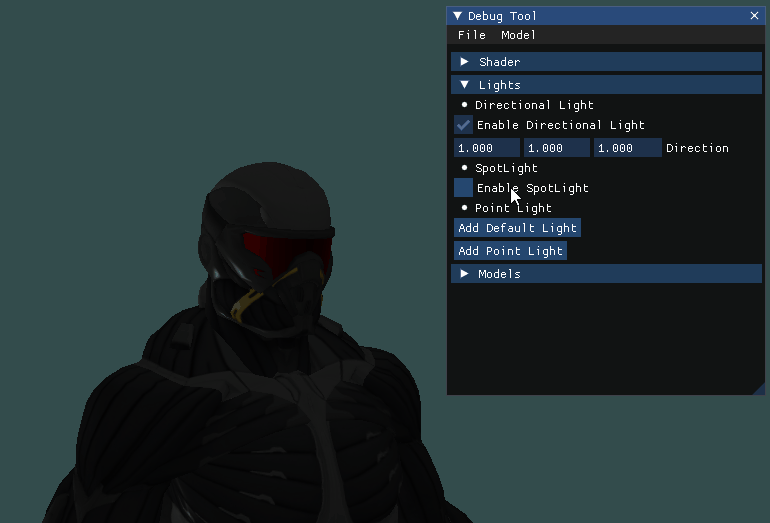 Debug Tool
File Model
Shader
Lights
Directional Light
Enable Directional Light
1.000 1.000 1.000 Direction
SpotLight
Enable SpotLight
Point Light
Add Default Light
Add Point Light
Models